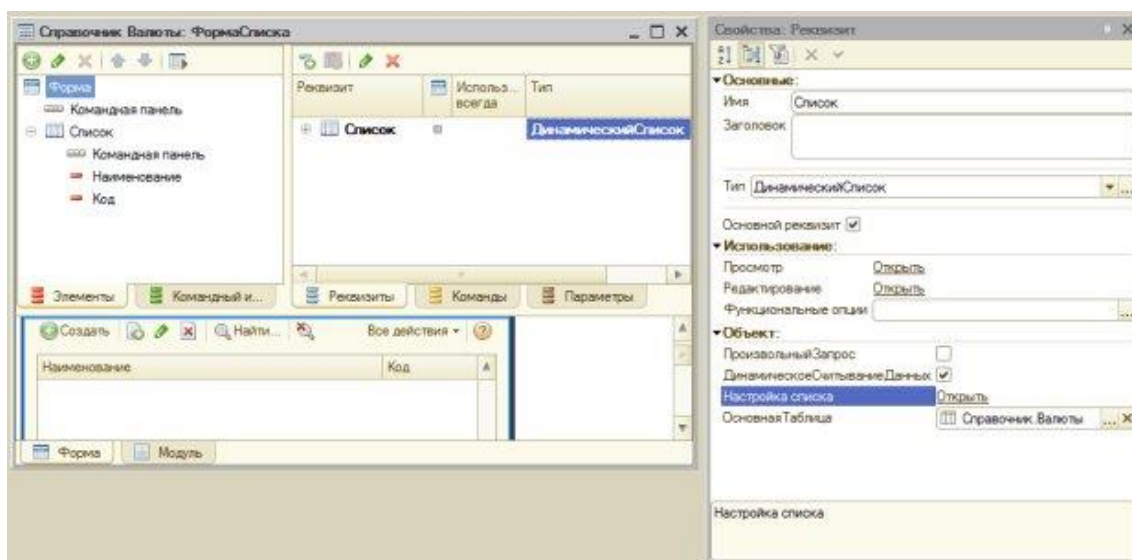 Справочник Валюты: ФормаСписка
Форма
Командная панель
Список
Командная панель
Наименование
Код
Элементы
Командный и...
Реквизит
Использ... всегда
Тип
Список
ДинамическийСписок
Реквизиты
Команды
Параметры
Создать
Найти...
Все действия
Наименование
Код
Форма
Модуль
Свойства: Реквизит
Основные:
Имя
Список
Заголовок
Тип
ДинамическийСписок
Основной реквизит
Использование:
Просмотр
Открыть
Редактирование
Открыть
Функциональные опции
Объект:
ПроизвольныйЗапрос
ДинамическоеСчитываниеДанных
Настройка списка
Открыть
ОсновнаяТаблица
Справочник.Валюты
Настройка списка